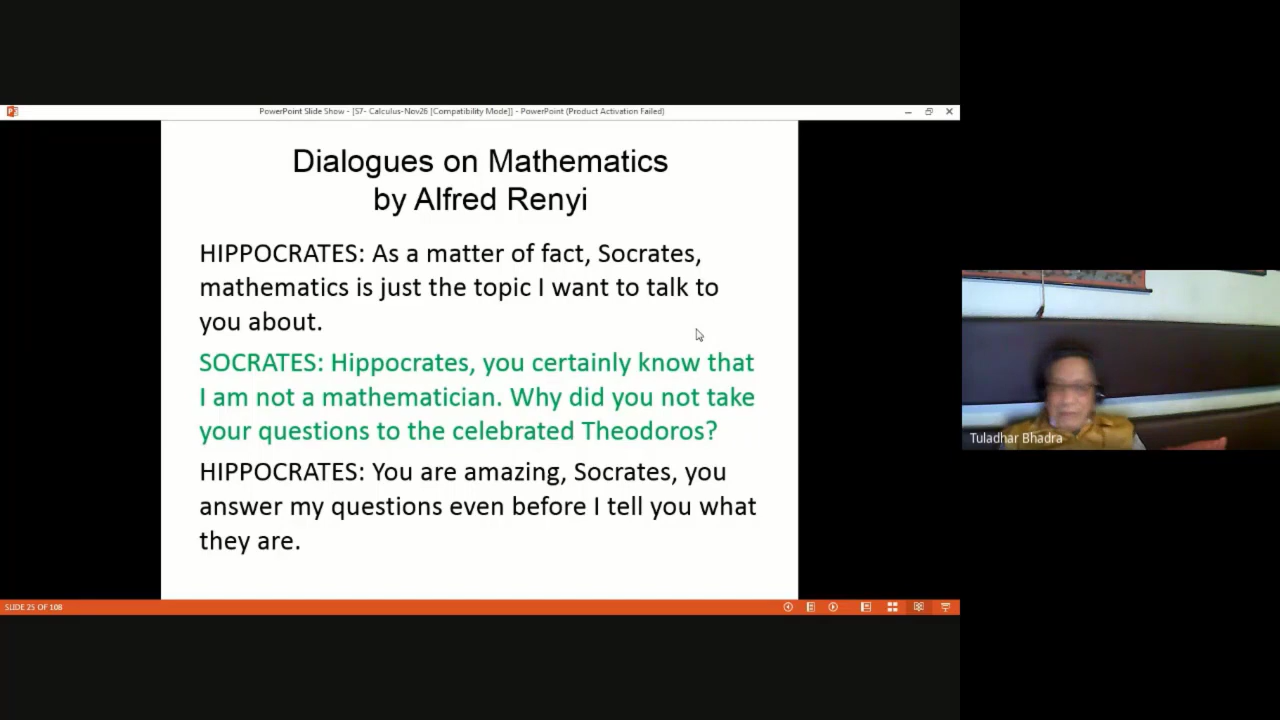 PowerPoint Slide Show - [S7- Calculus-Nov26 [Compatibility Mode]] - PowerPoint (Product Activation Failed)
Dialogues on Mathematics
by Alfred Renyi
HIPPOCRATES: As a matter of fact, Socrates,
mathematics is just the topic I want to talk to
you about.
SOCRATES: Hippocrates, you certainly know that
I am not a mathematician. Why did you not take
your questions to the celebrated Theodoros?
HIPPOCRATES: You are amazing, Socrates, you
answer my questions even before I tell you what
they are.
Tuladhar Bhadra
SLIDE 25 OF 108